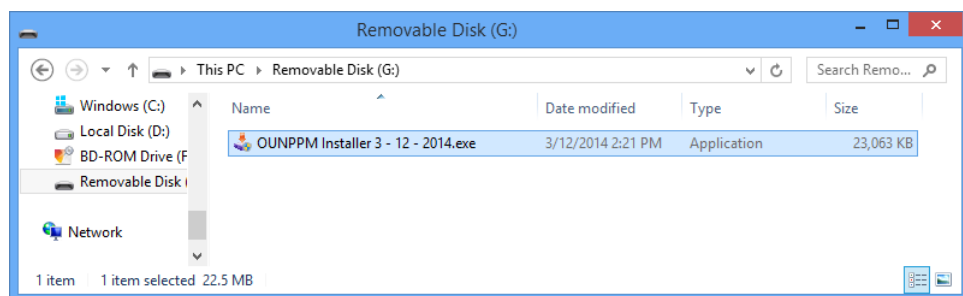 Removable Disk (G:)
This PC Removable Disk (G:)
Search Remo...
Windows (C:)
Local Disk (D:)
BD-ROM Drive (F
Removable Disk (
Network
Name Date modified Type Size
OUNPPM Installer 3 - 12 - 2014.exe 3/12/2014 2:21 PM Application 23,063 KB
1 item 1 item selected 22.5 MB